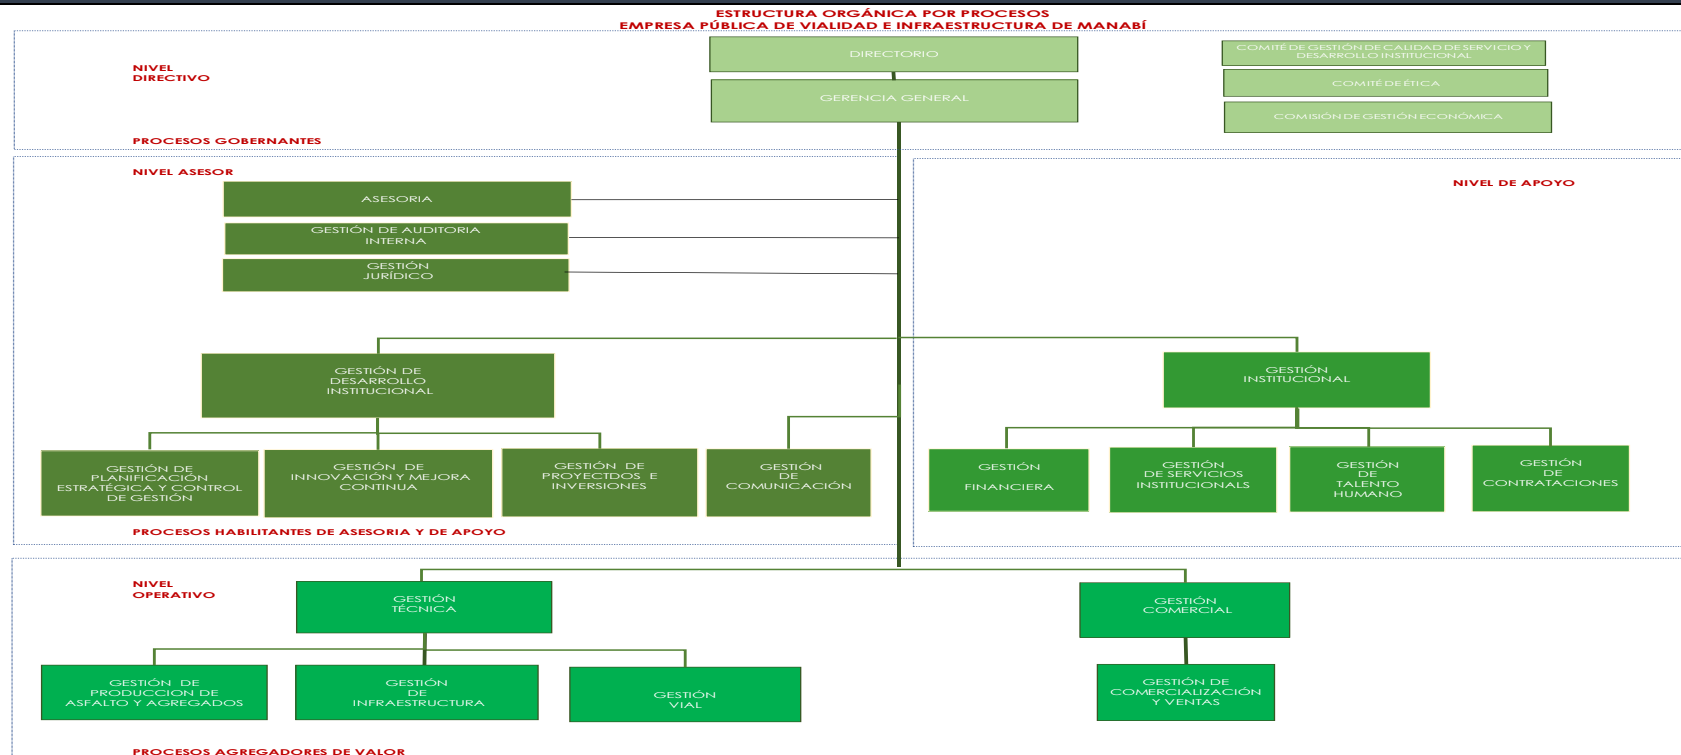 ESTRUCTURA ORGÁNICA POR PROCESOS
EMPRESA PÚBLICA DE VIALIDAD E INFRAESTRUCTURA DE MANABÍ
NIVEL
DIRECTIVO
DIRECTORIO
GERENCIA GENERAL
COMITÉ DE GESTIÓN DE CALIDAD DE SERVICIO Y
DESARROLLO INSTITUCIONAL
COMITÉ DE ÉTICA
COMISIÓN DE GESTIÓN ECONÓMICA
PROCESOS GOBERNANTES
NIVEL ASESOR
NIVEL DE APOYO
ASESORIA
GESTIÓN DE AUDITORIA
INTERNA
GESTIÓN
JURÍDICO
GESTIÓN DE
DESARROLLO
INSTITUCIONAL
GESTIÓN
INSTITUCIONAL
GESTIÓN DE
PLANIFICACIÓN
ESTRATÉGICA Y CONTROL
DE GESTIÓN
GESTIÓN DE
INNOVACIÓN Y MEJORA
CONTINUA
GESTIÓN DE
PROYECTDOS E
INVERSIONES
GESTIÓN
DE
COMUNICACIÓN
GESTIÓN
FINANCIERA
GESTIÓN
DE SERVICIOS
INSTITUCIONALS
GESTIÓN
DE
TALENTO
HUMANO
GESTIÓN
DE
CONTRATACIONES
PROCESOS HABILITANTES DE ASESORIA Y DE APOYO
NIVEL
OPERATIVO
GESTIÓN
TÉCNICA
GESTIÓN
COMERCIAL
GESTIÓN DE
PRODUCCION DE
ASFALTO Y AGREGADOS
GESTIÓN
DE
INFRAESTRUCTURA
GESTIÓN
VIAL
GESTIÓN DE
COMERCIALIZACIÓN
Y VENTAS
PROCESOS AGREGADORES DE VALOR